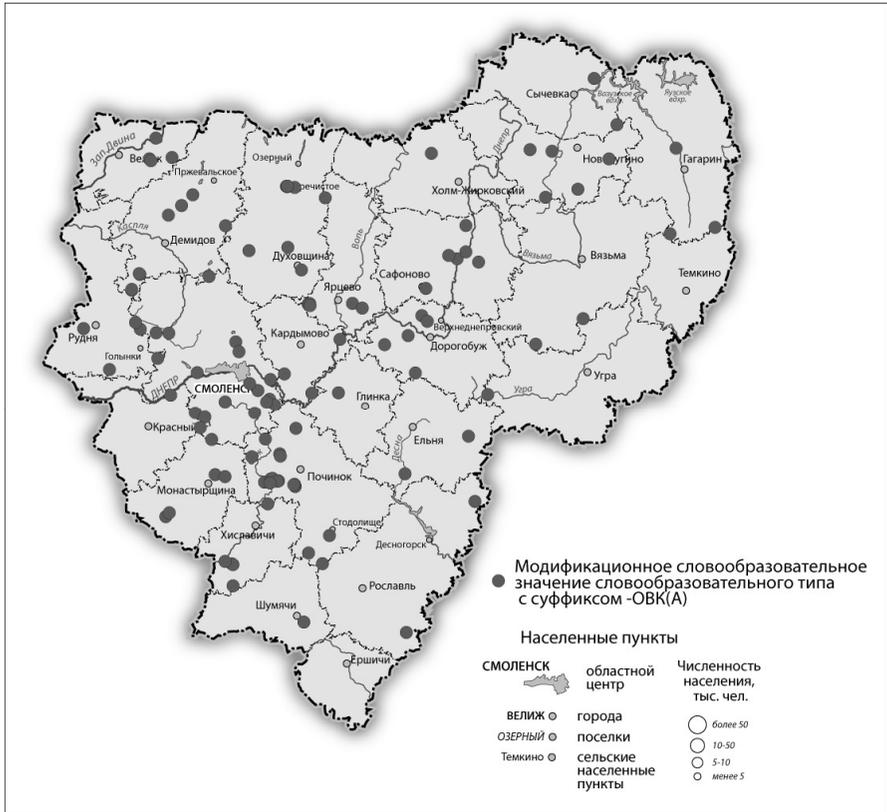 Сычевка
Вазузское
вдхр.
Яузское
вдхр.
Зап.Двина
Велиж
Озерный
Пржевальское
Днепр
Гагарин
Холм-Жирковский
Каспля
Демидов
Вопь
Духовщина
Сафоново
Вязьма
Вязьма
Темкино
Ярцево
Рудня
Голынки
Кардымово
Верхнеднепровский
Дорогобуж
ДНЕПР
СМОЛЕНСК
Угра
Угра
Глинка
Красный
Ельня
Десна
Починок
Монастырщина
Хиславичи
Стодолище
Десногорск
Рославль
Шумячи
Ершичи
Модификационное словообразовательное
значение словообразовательного типа
с суффиксом -ОВК(А)
Населенные пункты
СМОЛЕНСК
областной
центр
Численность
населения,
тыс. чел.
ВЕЛИЖ
города
более 50
ОЗЕРНЫЙ
поселки
10-50
5-10
Темкино
сельские
населенные
пункты
менее 5